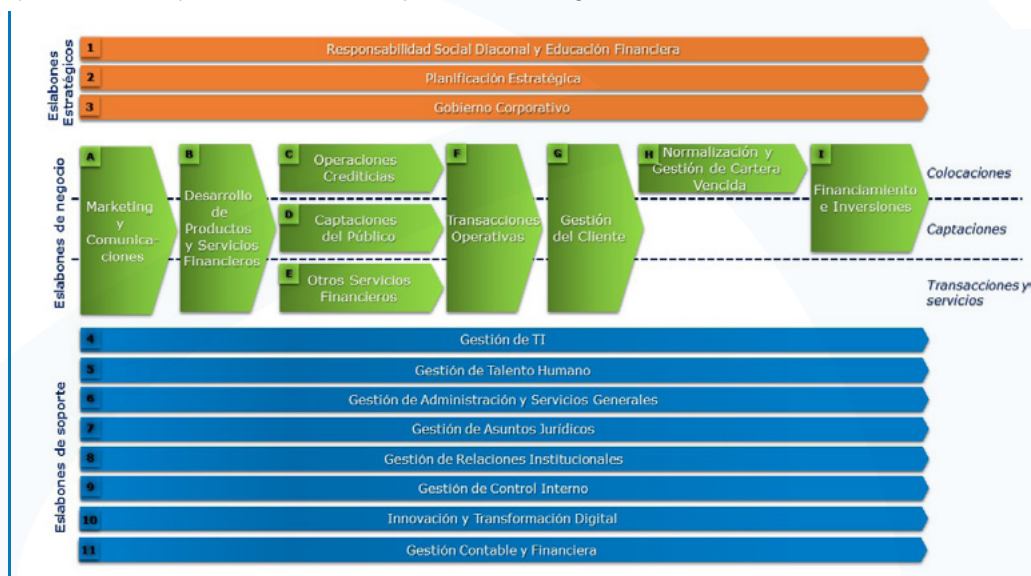 Eslabones
Estratégicos
1
Responsabilidad Social Diaconal y Educación Financiera
2
Planificación Estratégica
3
Gobierno Corporativo
Eslabones de negocio
A
Marketing
y
Comunica-
ciones
B
Desarrollo
de
Productos
y Servicios
Financieros
C
Operaciones
Crediticias
D
Captaciones
del Público
E
Otros Servicios
Financieros
F
Transacciones
Operativas
G
Gestión
del Cliente
H
Normalización y
Gestión de Cartera
Vencida
I
Financiamiento
e Inversiones
Colocaciones
Captaciones
Transacciones y
servicios
Eslabones de soporte
4
Gestión de TI
5
Gestión de Talento Humano
6
Gestión de Administración y Servicios Generales
7
Gestión de Asuntos Jurídicos
8
Gestión de Relaciones Institucionales
9
Gestión de Control Interno
10
Innovación y Transformación Digital
11
Gestión Contable y Financiera